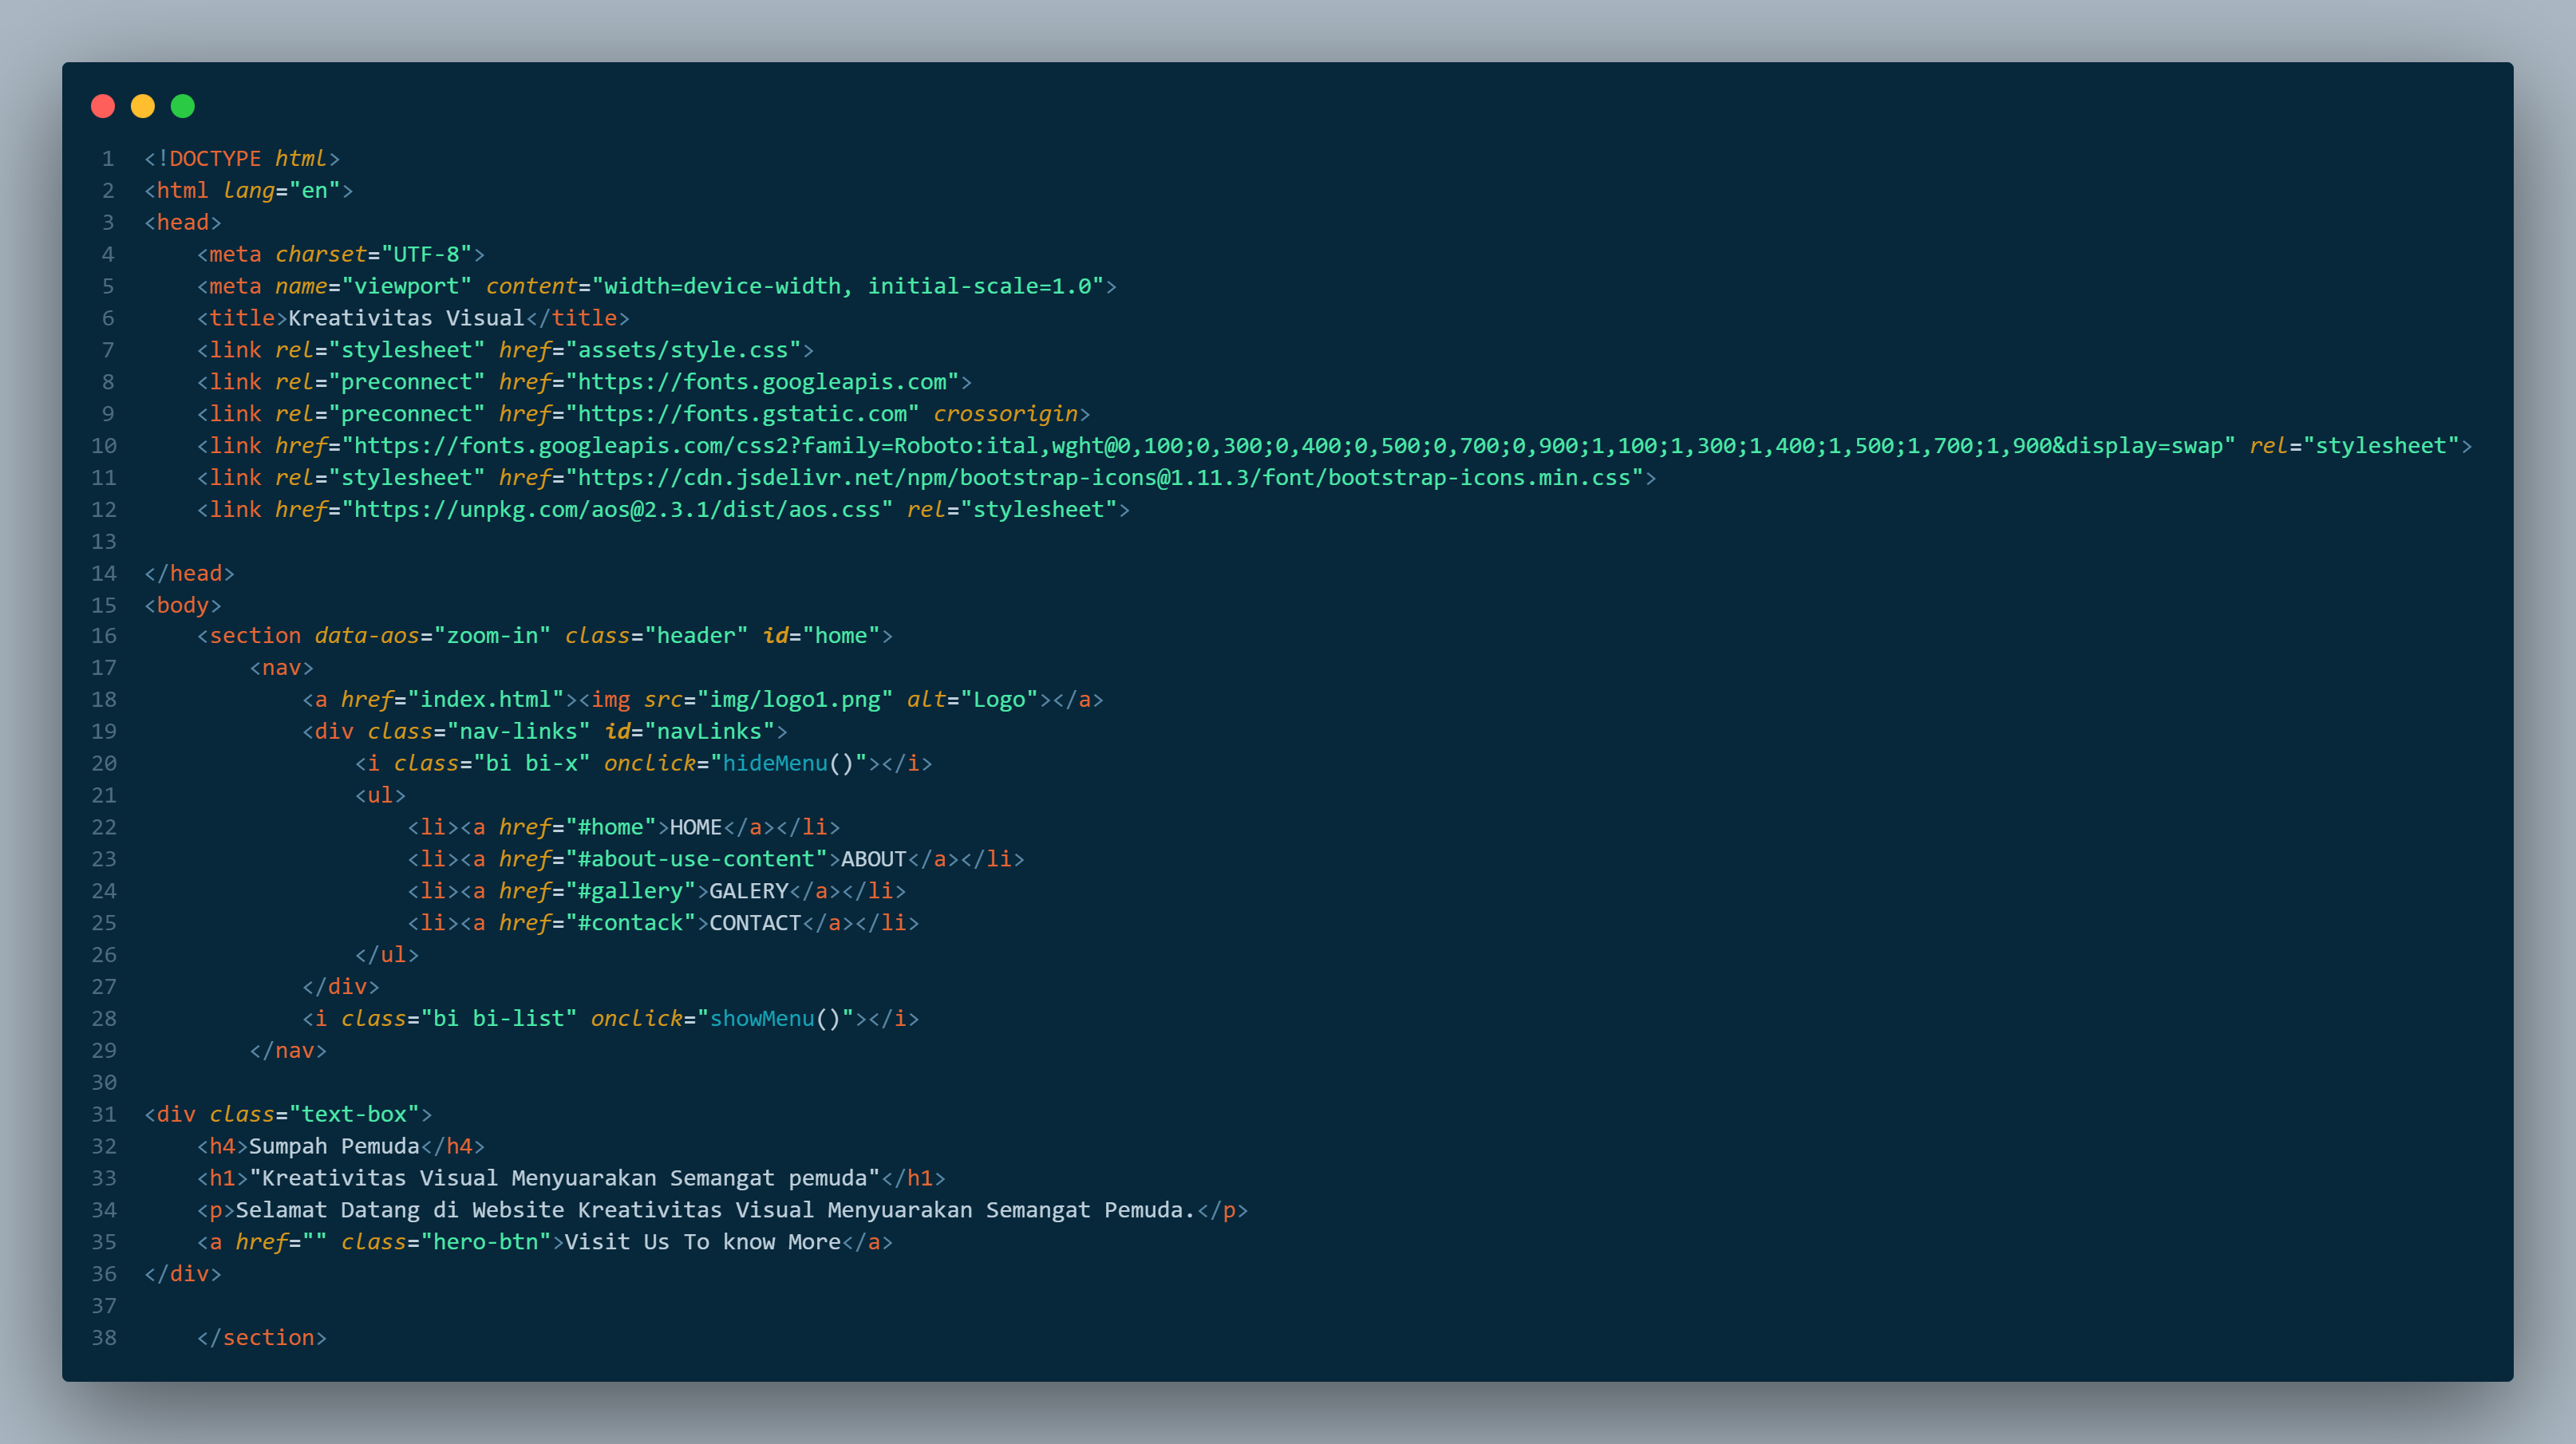 1 <!DOCTYPE html>
2 <html lang="en">
3 <head>
4     <meta charset="UTF-8">
5     <meta name="viewport" content="width=device-width, initial-scale=1.0">
6     <title>Kreativitas Visual</title>
7     <link rel="stylesheet" href="assets/style.css">
8     <link rel="preconnect" href="https://fonts.googleapis.com">
9     <link rel="preconnect" href="https://fonts.gstatic.com" crossorigin>
10     <link href="https://fonts.googleapis.com/css2?family=Roboto:ital,wght@0,100;0,300;0,400;0,500;0,700;0,900;1,100;1,300;1,400;1,500;1,700;1,900&display=swap" rel="stylesheet">
11     <link rel="stylesheet" href="https://cdn.jsdelivr.net/npm/bootstrap-icons@1.11.3/font/bootstrap-icons.min.css">
12     <link href="https://unpkg.com/aos@2.3.1/dist/aos.css" rel="stylesheet">
13
14 </head>
15 <body>
16     <section data-aos="zoom-in" class="header" id="home">
17         <nav>
18             <a href="index.html"><img src="img/logo1.png" alt="Logo"></a>
19             <div class="nav-links" id="navLinks">
20                 <i class="bi bi-x" onclick="hideMenu()"></i>
21                 <ul>
22                     <li><a href="#home">HOME</a></li>
23                     <li><a href="#about-use-content">ABOUT</a></li>
24                     <li><a href="#gallery">GALERY</a></li>
25                     <li><a href="#contack">CONTACT</a></li>
26                 </ul>
27             </div>
28             <i class="bi bi-list" onclick="showMenu()"></i>
29         </nav>
30
31 <div class="text-box">
32     <h4>Sumpah Pemuda</h4>
33     <h1>"Kreativitas Visual Menyuarakan Semangat pemuda"</h1>
34     <p>Selamat Datang di Website Kreativitas Visual Menyuarakan Semangat Pemuda.</p>
35     <a href="" class="hero-btn">Visit Us To know More</a>
36 </div>
37
38     </section>